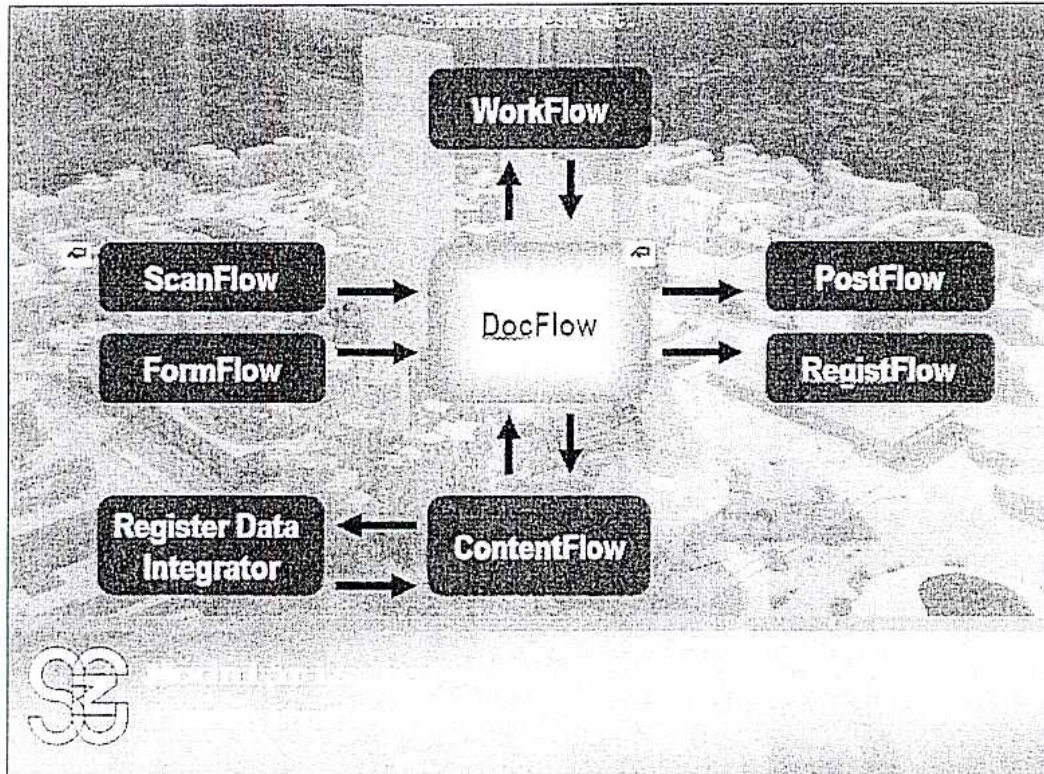 WorkFlow
ScanFlow
PostFlow
DocFlow
FormFlow
RegistFlow
Register Data
Integrator
ContentFlow